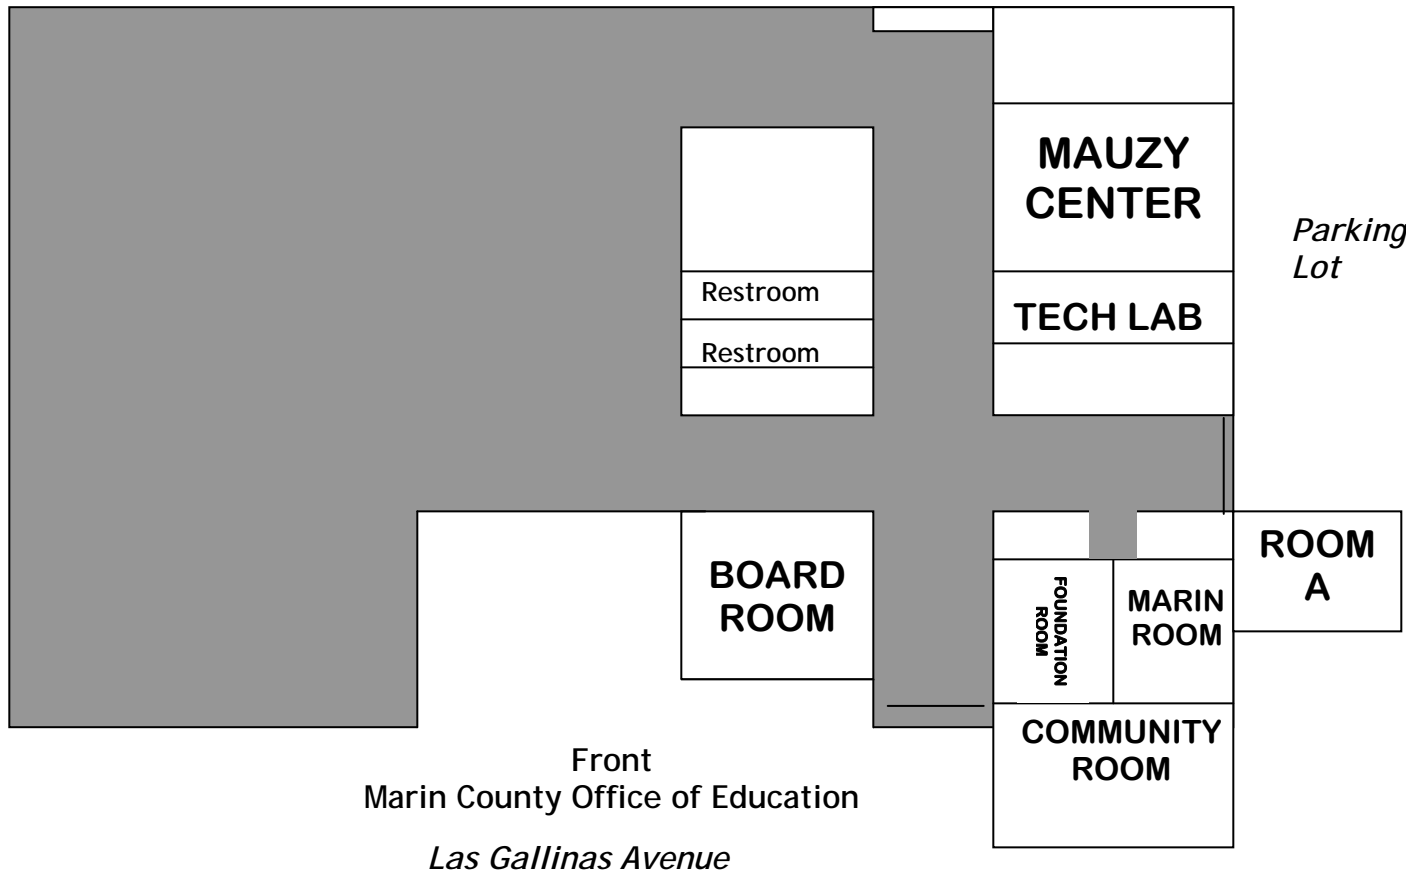 MAUZY
CENTER
Parking
Lot
Restroom
TECH LAB
Restroom
BOARD
ROOM
FOUNDATION
ROOM
MARIN
ROOM
ROOM
A
COMMUNITY
ROOM
Front
Marin County Office of Education
Las Gallinas Avenue